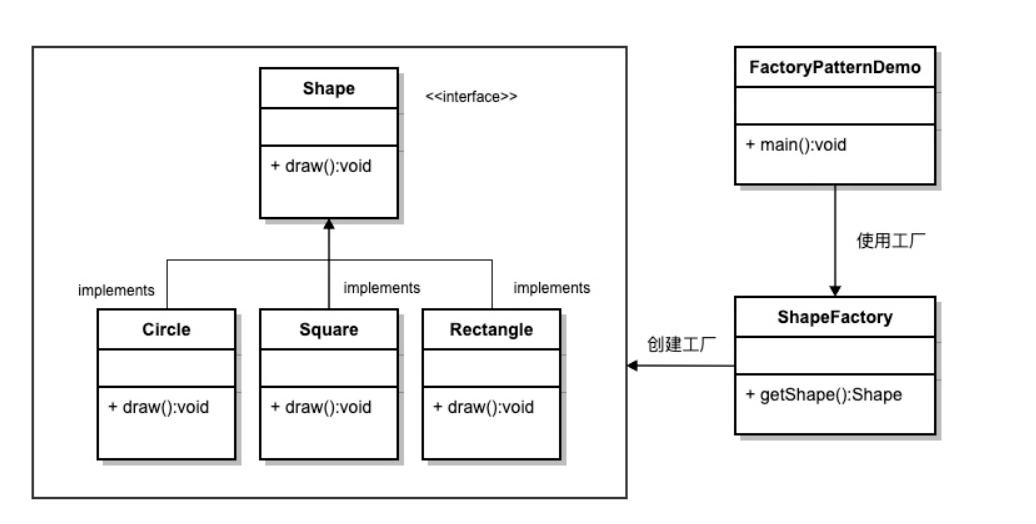 Shape
<<interface>>
+ draw():void
implements
implements
implements
Circle
+ draw():void
Square
+ draw():void
Rectangle
+ draw():void
FactoryPatternDemo
+ main():void
使用工厂
ShapeFactory
+ getShape():Shape
创建工厂